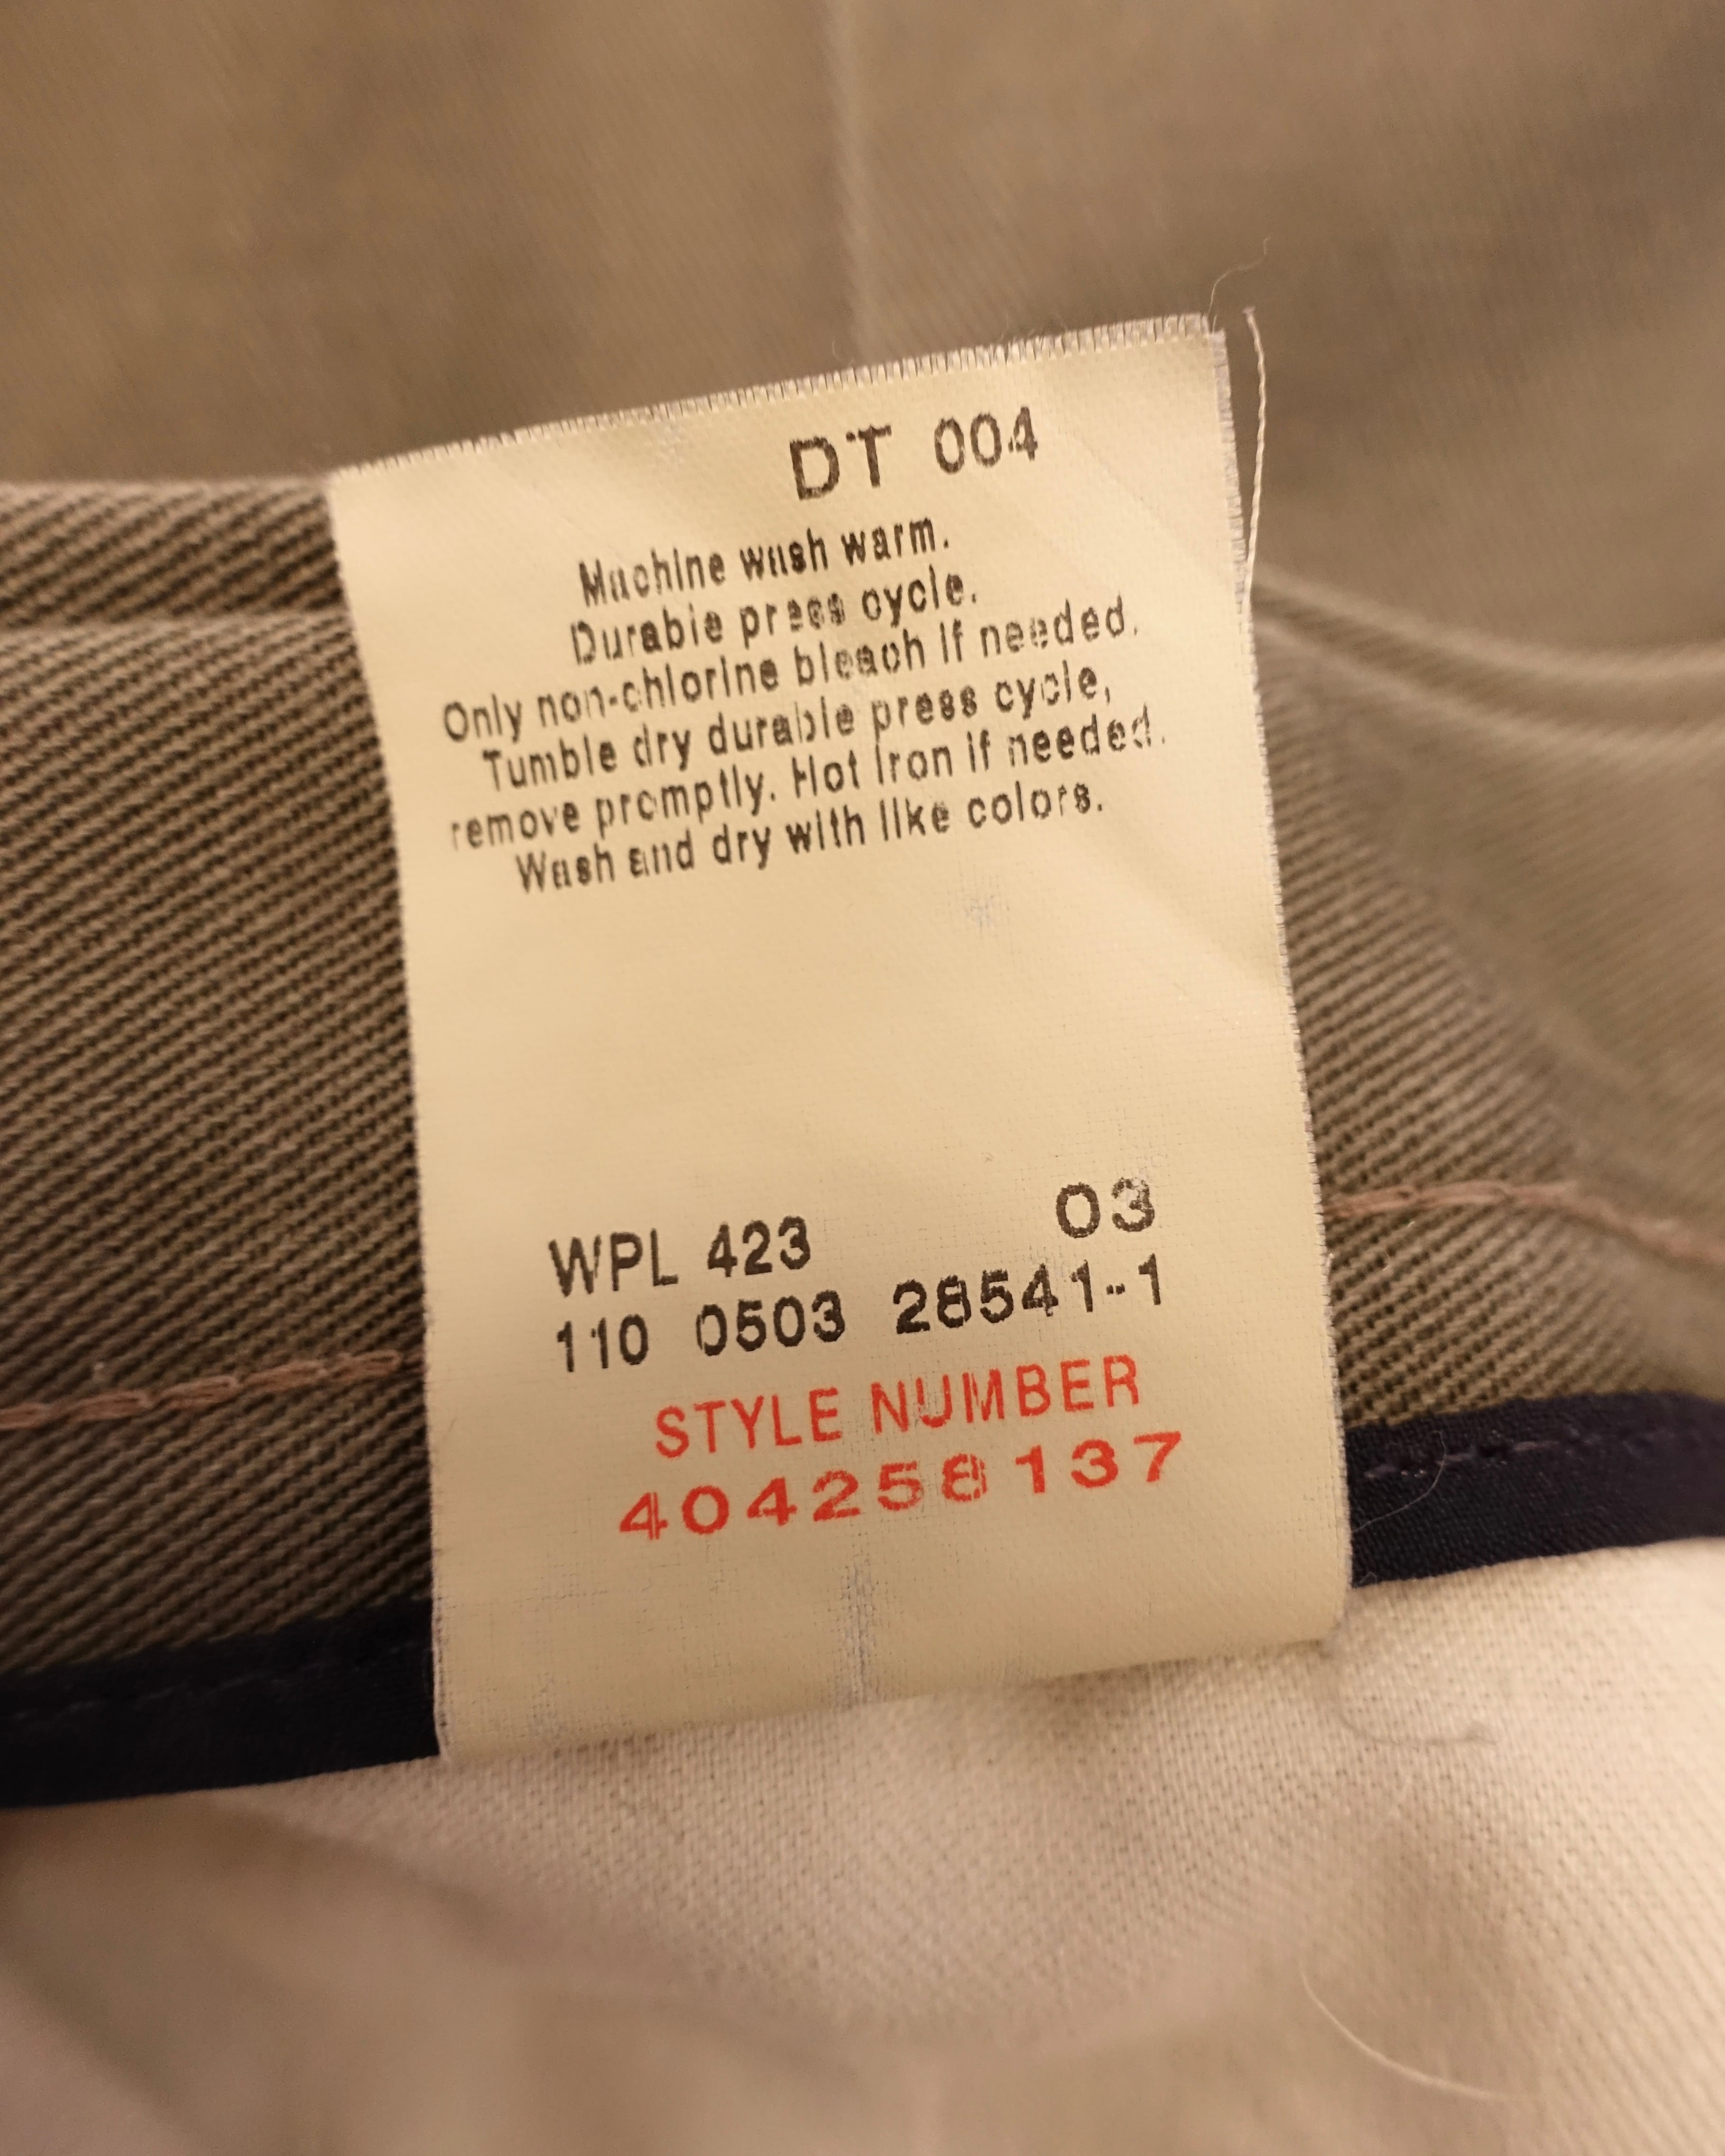 DT 004
Machine wash warm.
Durable press cycle.
Only non-chlorine bleach if needed.
Tumble dry durable press cycle,
remove promptly. Hot iron if needed.
Wash and dry with like colors.
WPL 423 03
110 0503 28541-1
STYLE NUMBER
404258137